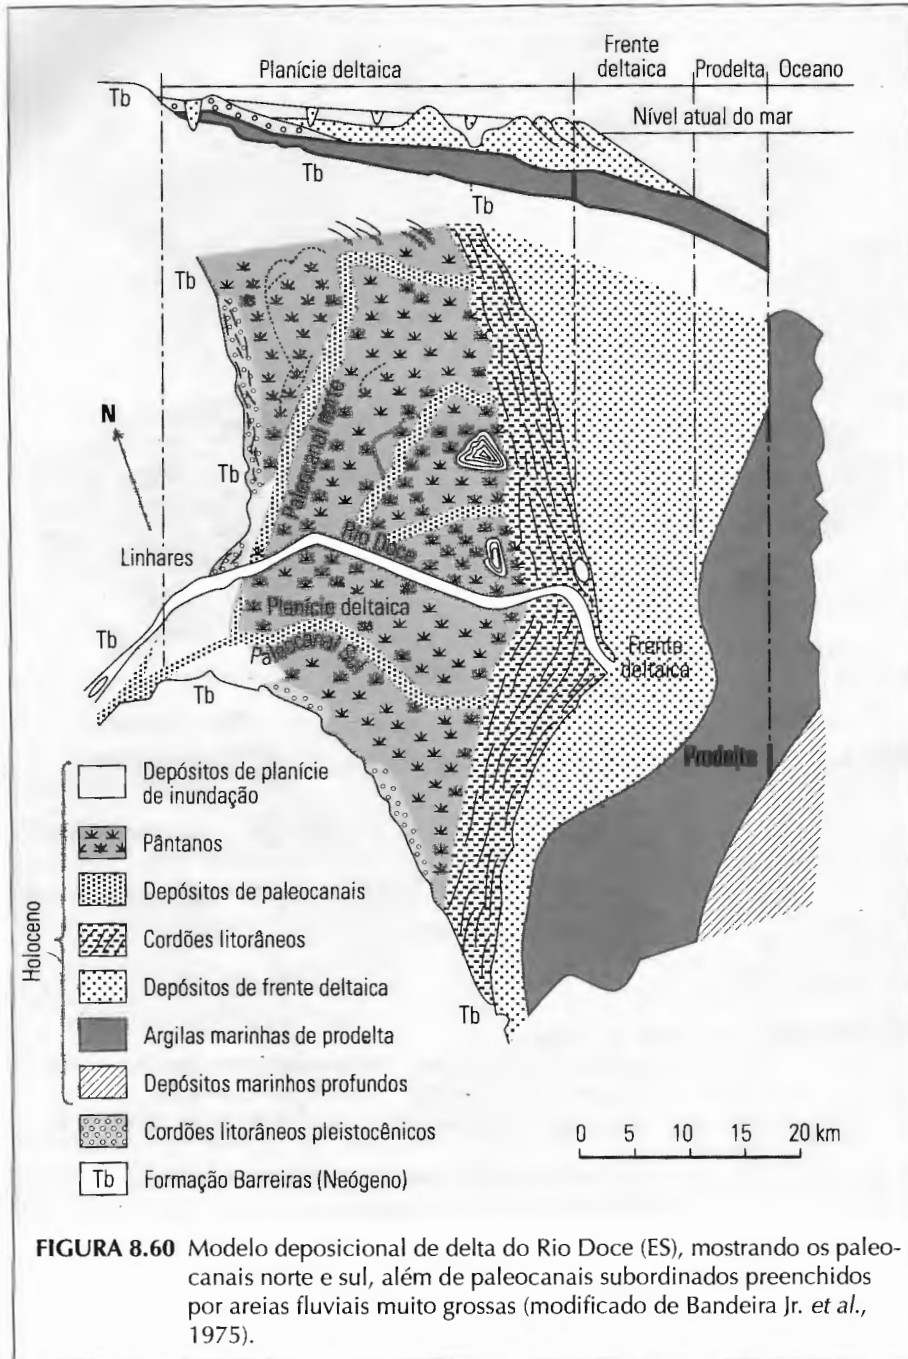 Frente
Planície deltaica deltaica Prodelta Oceano
Tb
Nível atual do mar
Tb
Tb
Tb
Paleocanal norte
N
Tb
Rio Doce
Linhares
Planície deltaica
Tb
Paleocanal Sul
Frente
deltaica
Tb
Prodelta
Depósitos de planície
de inundação
Pântanos
Depósitos de paleocanais
Cordões litorâneos
Holoceno
Depósitos de frente deltaica
Tb
Argilas marinhas de prodelta
Depósitos marinhos profundos
Cordões litorâneos pleistocênicos
0 5 10 15 20 km
Tb Formação Barreiras (Neógeno)
FIGURA 8.60 Modelo deposicional de delta do Rio Doce (ES), mostrando os paleo-
canais norte e sul, além de paleocanais subordinados preenchidos
por areias fluviais muito grossas (modificado de Bandeira Jr. et al.,
1975).